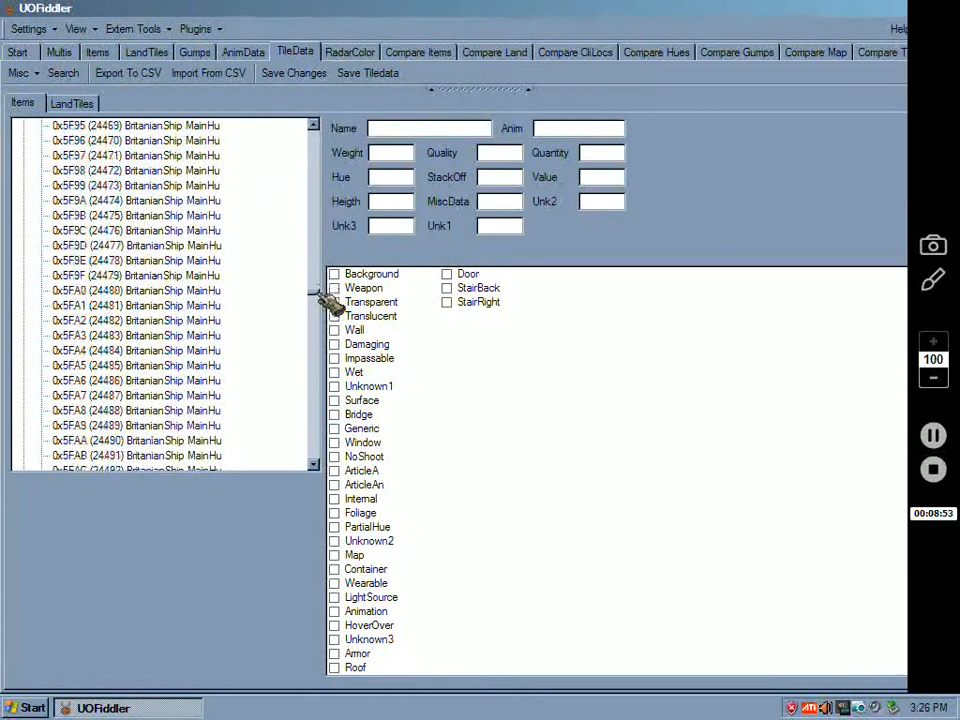 UOFiddler
Settings View Extern Tools Plugins Help
Start Multis Items LandTiles Gumps AnimData TileData RadarColor Compare Items Compare Land Compare CliLocs Compare Hues Compare Gumps Compare Map Compare T
Misc Search Export To CSV Import From CSV Save Changes Save Tiledata
Items LandTiles
0x5F95 (24469) BritanianShip MainHu
0x5F96 (24470) BritanianShip MainHu
0x5F97 (24471) BritanianShip MainHu
0x5F98 (24472) BritanianShip MainHu
0x5F99 (24473) BritanianShip MainHu
0x5F9A (24474) BritanianShip MainHu
0x5F9B (24475) BritanianShip MainHu
0x5F9C (24476) BritanianShip MainHu
0x5F9D (24477) BritanianShip MainHu
0x5F9E (24478) BritanianShip MainHu
0x5F9F (24479) BritanianShip MainHu
0x5FA0 (24480) BritanianShip MainHu
0x5FA1 (24481) BritanianShip MainHu
0x5FA2 (24482) BritanianShip MainHu
0x5FA3 (24483) BritanianShip MainHu
0x5FA4 (24484) BritanianShip MainHu
0x5FA5 (24485) BritanianShip MainHu
0x5FA6 (24486) BritanianShip MainHu
0x5FA7 (24487) BritanianShip MainHu
0x5FA8 (24488) BritanianShip MainHu
0x5FA9 (24489) BritanianShip MainHu
0x5FAA (24490) BritanianShip MainHu
0x5FAB (24491) BritanianShip MainHu
0x5FAC (24492) BritanianShip MainHu
Name Anim
Weight Quality Quantity
Hue StackOff Value
Heigth MiscData Unk2
Unk3 Unk1
Background Door
Weapon StairBack
Transparent StairRight
Translucent
Wall
Damaging
Impassable
Wet
Unknown1
Surface
Bridge
Generic
Window
NoShoot
ArticleA
ArticleAn
Internal
Foliage
PartialHue
Unknown2
Map
Container
Wearable
LightSource
Animation
HoverOver
Unknown3
Armor
Roof
100
00:08:53
Start UOFiddler ATI 3:26 PM